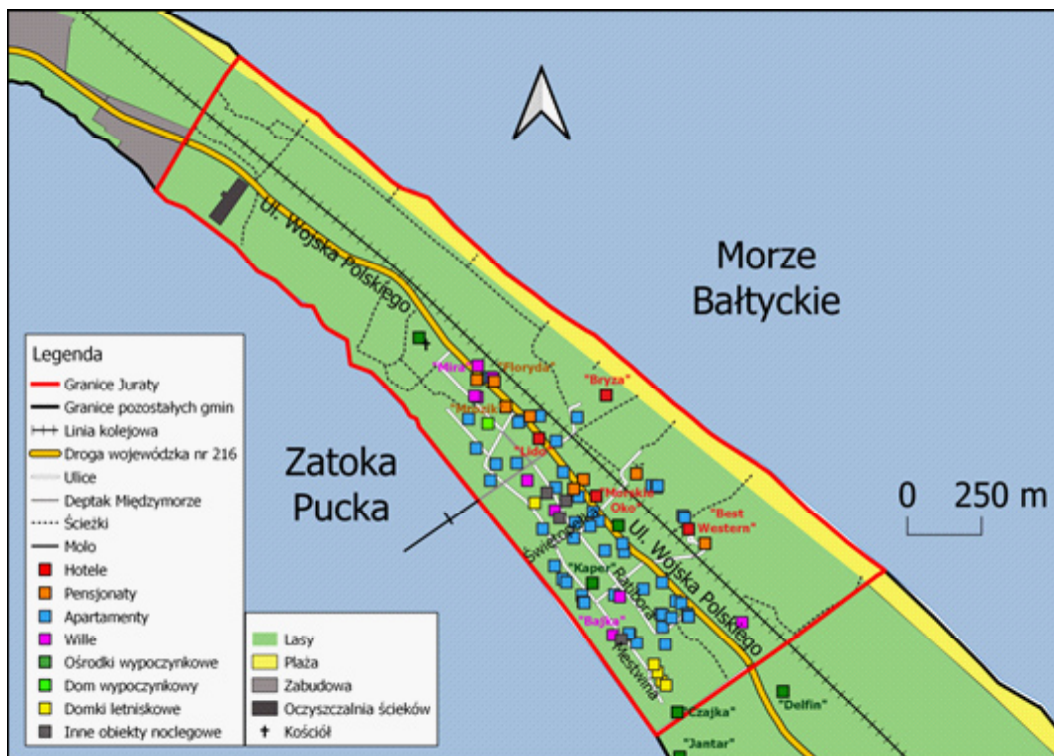 Morze
Bałtyckie
Ul. Wojska Polskiego
"Mira"
"Floryda"
"Bryza"
"Mrozik"
"Lido"
Zatoka
Pucka
"Morskie
Oko"
"Best
Western"
0 250 m
Świętopełka
Ul. Wojska Polskiego
"Kaper"
Racibora
"Bajka"
Mestwina
"Delfin"
"Czajka"
"Jantar"
Legenda
Granice Juraty
Granice pozostałych gmin
Linia kolejowa
Droga wojewódzka nr 216
Ulice
Deptak Międzymorze
Ścieżki
Molo
Hotele
Pensjonaty
Apartamenty
Wille
Ośrodki wypoczynkowe
Dom wypoczynkowy
Domki letniskowe
Inne obiekty noclegowe
Lasy
Plaża
Zabudowa
Oczyszczalnia ścieków
Kościół